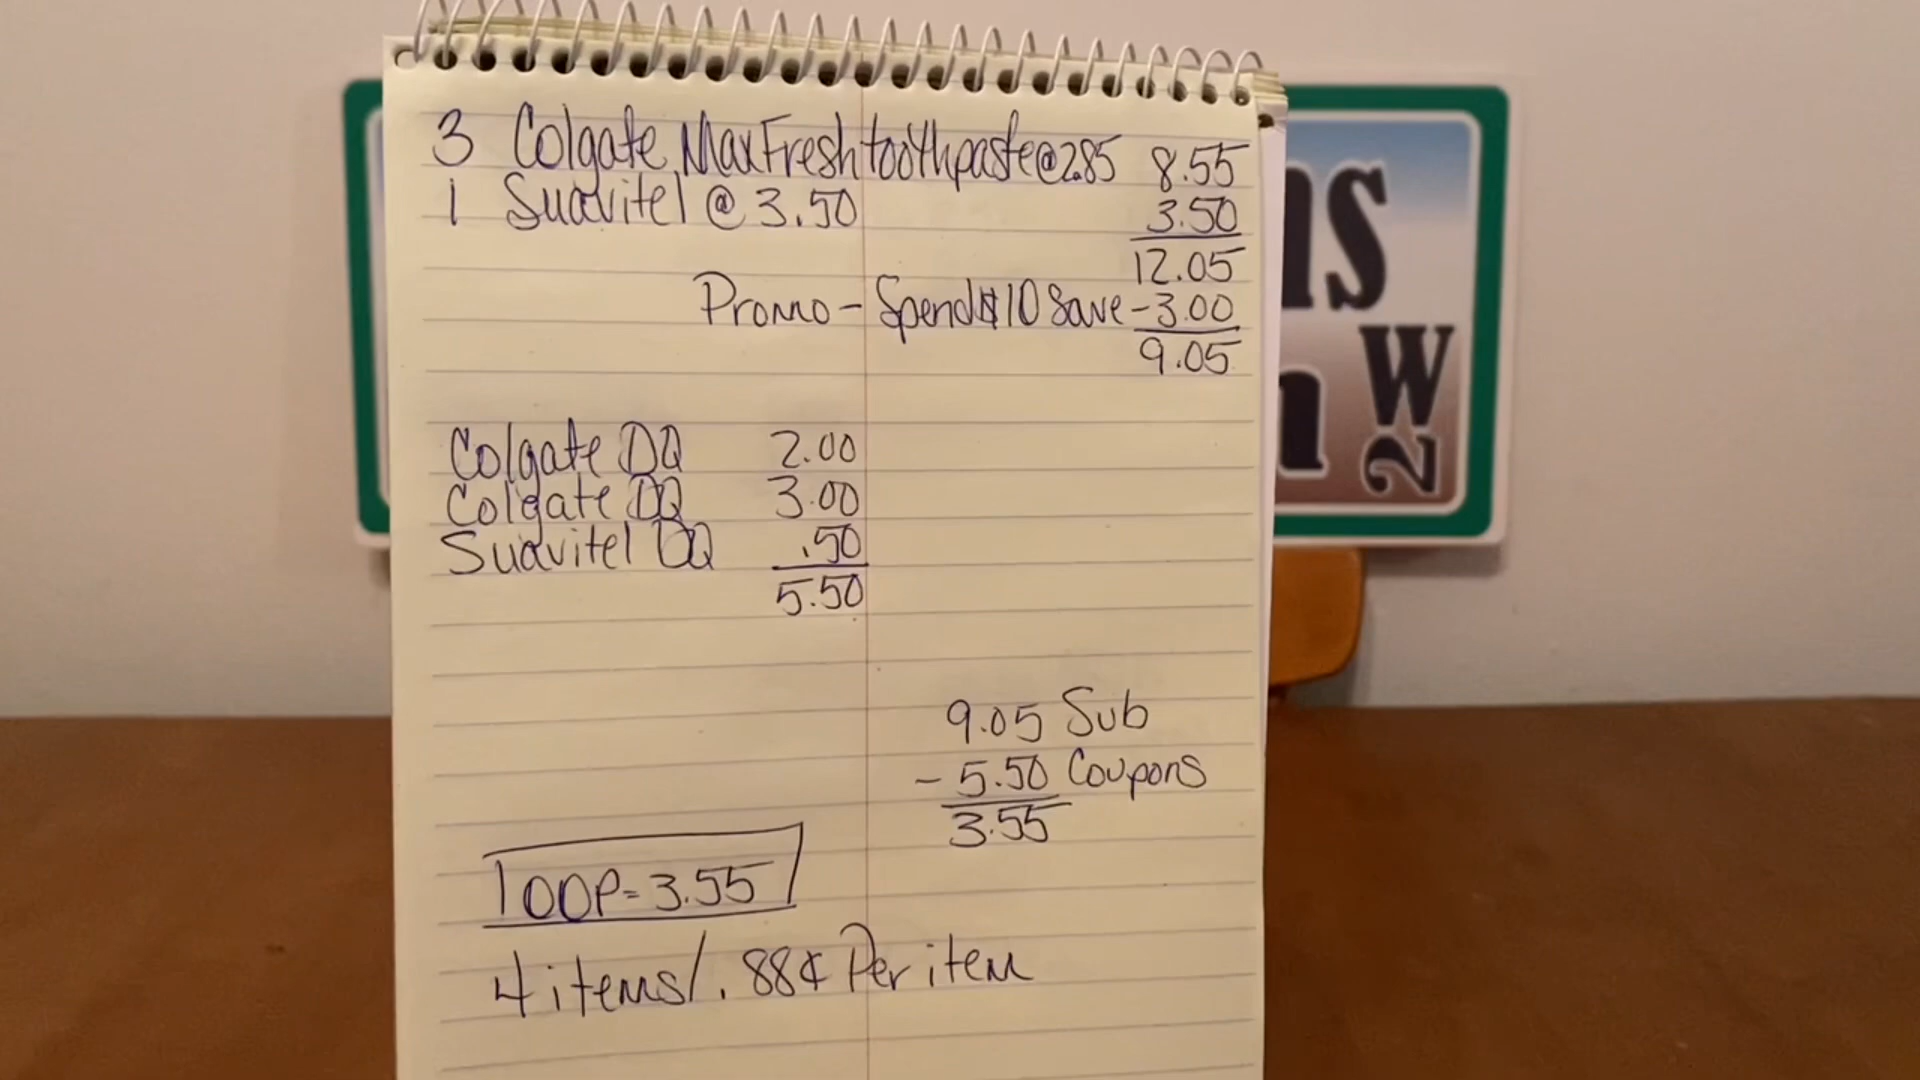 3 Colgate MaxFresh toothpaste @ 2.85 8.55
1 Suavitel @ 3.50 3.50
12.05
Promo - Spend $10 Save -3.00
9.05
Colgate DQ 2.00
Colgate DQ 3.00
Suavitel DQ .50
5.50
9.05 Sub
- 5.50 Coupons
3.55
OOP = 3.55
4 items / .88¢ Per item
ns
W
n
2